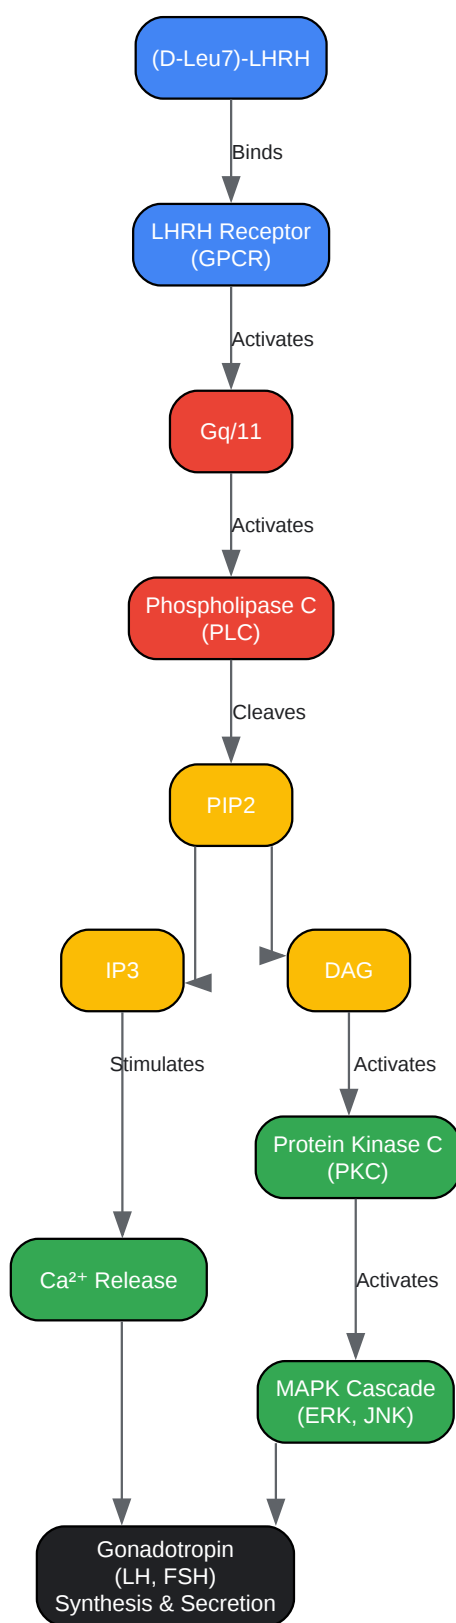 (D-Leu7)-LHRH
Binds
LHRH Receptor
(GPCR)
Activates
Gq/11
Activates
Phospholipase C
(PLC)
Cleaves
PIP2
IP3
DAG
Stimulates
Activates
Protein Kinase C
(PKC)
Ca²⁺ Release
Activates
MAPK Cascade
(ERK, JNK)
Gonadotropin
(LH, FSH)
Synthesis & Secretion